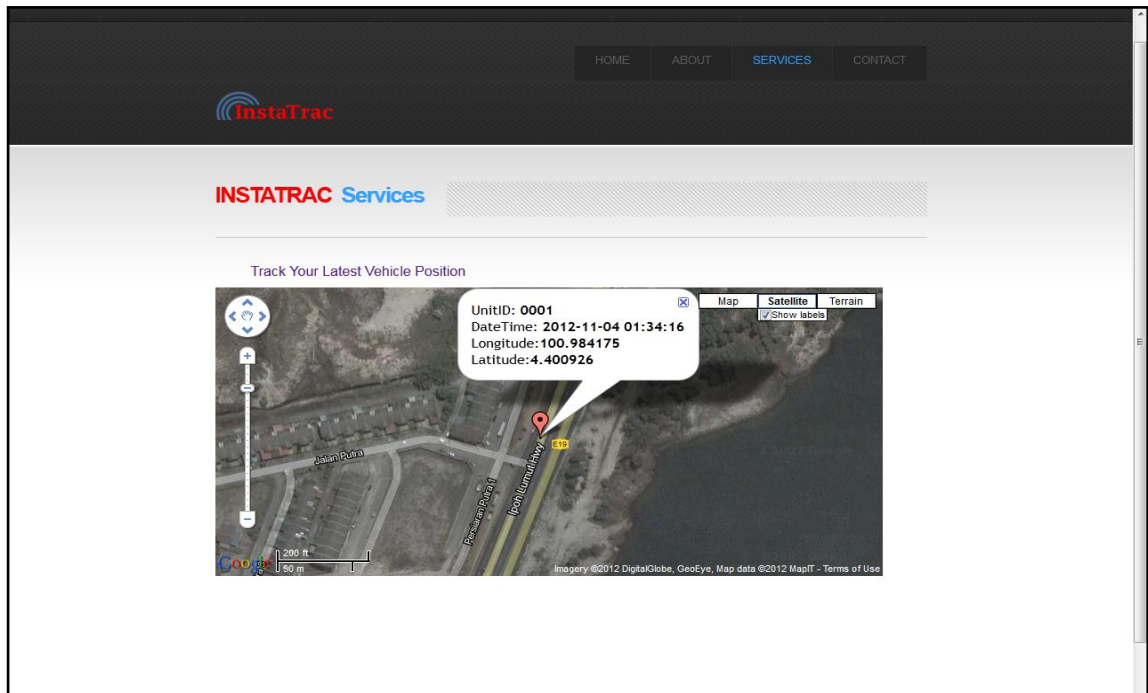 HOME ABOUT SERVICES CONTACT
InstaTrac
INSTATRAC Services
Track Your Latest Vehicle Position
UnitID: 0001
DateTime: 2012-11-04 01:34:16
Longitude:100.984175
Latitude:4.400926
Map Satellite Terrain
Show labels
E19
Jalan Putra
Ipoh Lumut Hwy
Persiaran Putra 1
Google
200 ft
50 m
Imagery ©2012 DigitalGlobe, GeoEye, Map data ©2012 MapIT - Terms of Use